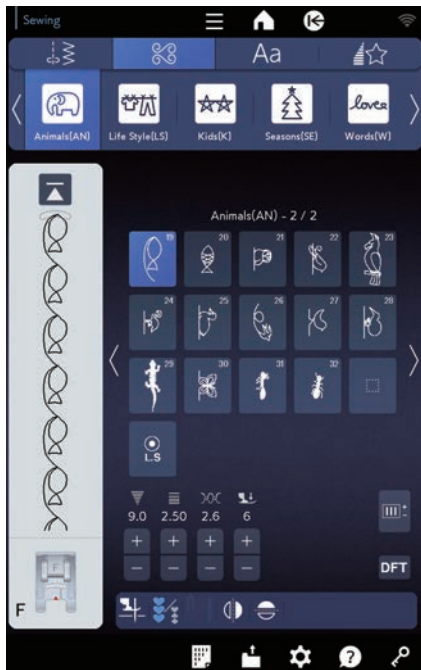 Sewing
Aa
Animals(AN) Life Style(LS) Kids(K) Seasons(SE) Words(W)
love
Animals(AN) - 2 / 2
19 20 21 22 23
24 25 26 27 28
29 30 31 32
L.S
9.0 2.50 2.6 6
+ + + +
− − − −
DFT
F
?